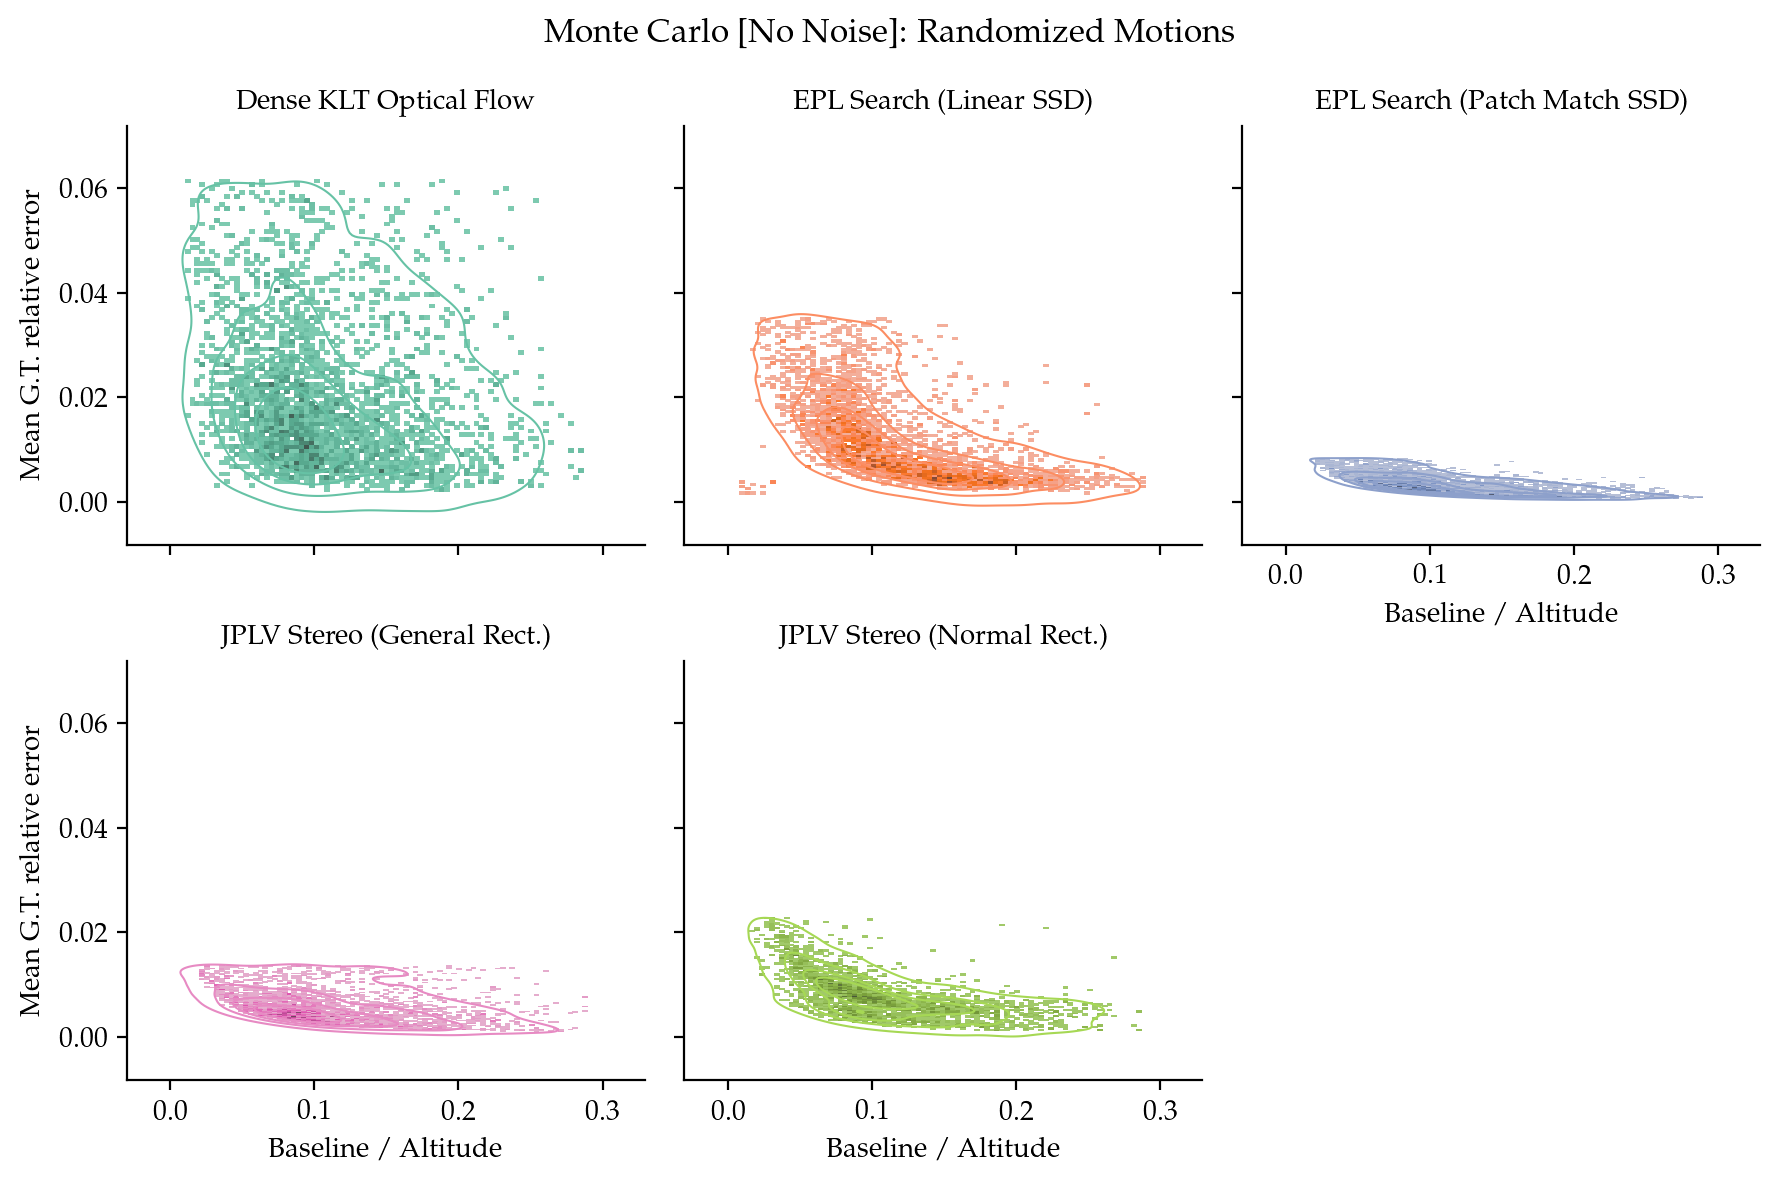 Monte Carlo [No Noise]: Randomized Motions
Dense KLT Optical Flow
EPL Search (Linear SSD)
EPL Search (Patch Match SSD)
Mean G.T. relative error
0.06
0.04
0.02
0.00
0.0 0.1 0.2 0.3
Baseline / Altitude
JPLV Stereo (General Rect.)
JPLV Stereo (Normal Rect.)
Mean G.T. relative error
0.06
0.04
0.02
0.00
0.0 0.1 0.2 0.3
Baseline / Altitude
0.0 0.1 0.2 0.3
Baseline / Altitude